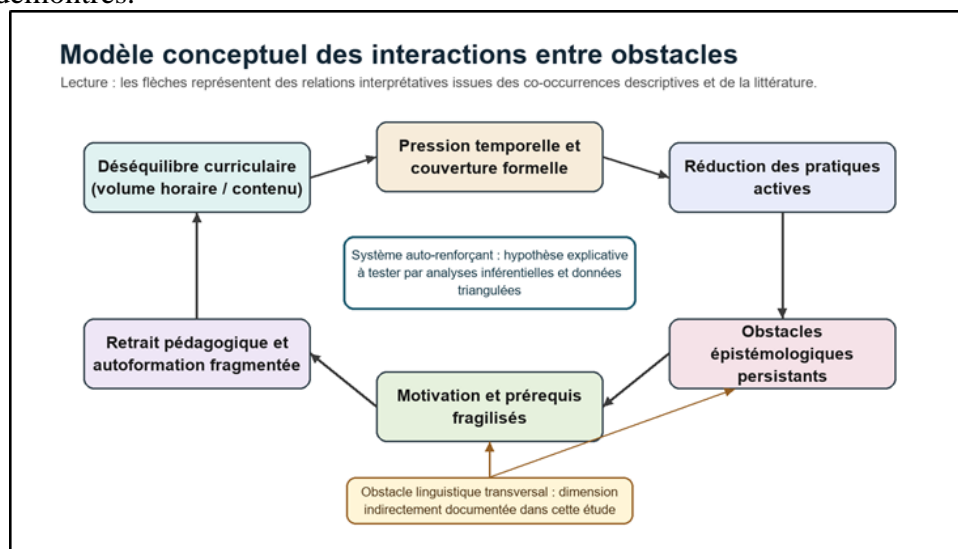 démontrés.
Modèle conceptuel des interactions entre obstacles
Lecture : les flèches représentent des relations interprétatives issues des co-occurrences descriptives et de la littérature.
Déséquilibre curriculaire
(volume horaire / contenu)
Pression temporelle et
couverture formelle
Réduction des pratiques
actives
Système auto-renforçant : hypothèse explicative
à tester par analyses inférentielles et données
triangulées
Retrait pédagogique et
autoformation fragmentée
Motivation et prérequis
fragilisés
Obstacles
épistémologiques
persistants
Obstacle linguistique transversal : dimension
indirectement documentée dans cette étude